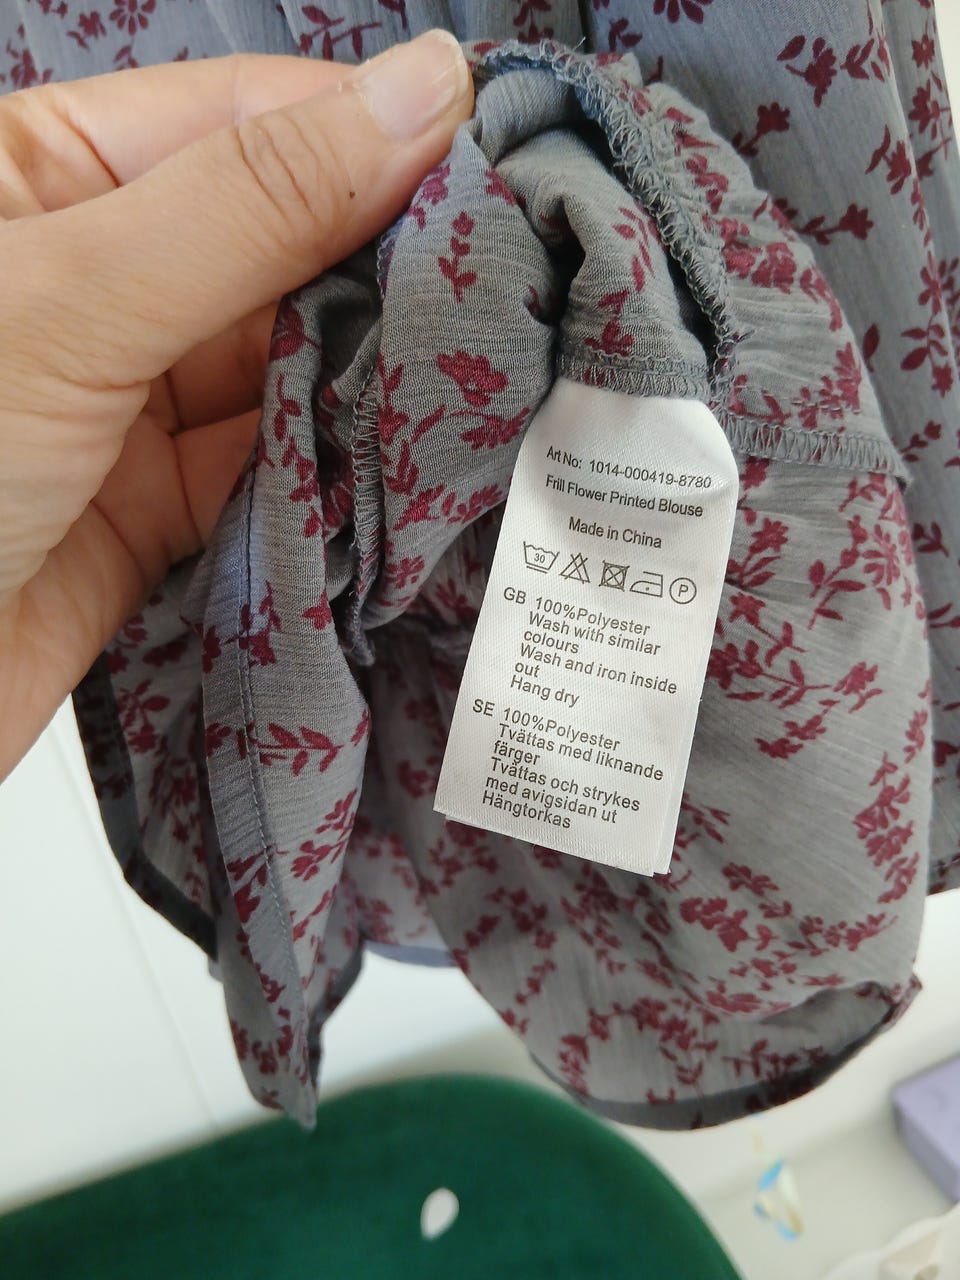 Art No: 1014-000419-8780
Frill Flower Printed Blouse
Made in China
30
P
GB 100%Polyester
Wash with similar
colours
Wash and iron inside
out
Hang dry
SE 100%Polyester
Tvättas med liknande
färger
Tvättas och strykes
med avigsidan ut
Hängtorkas